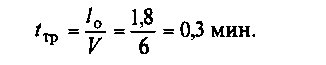 t_тр = l_о / V = 1,8 / 6 = 0,3 мин.